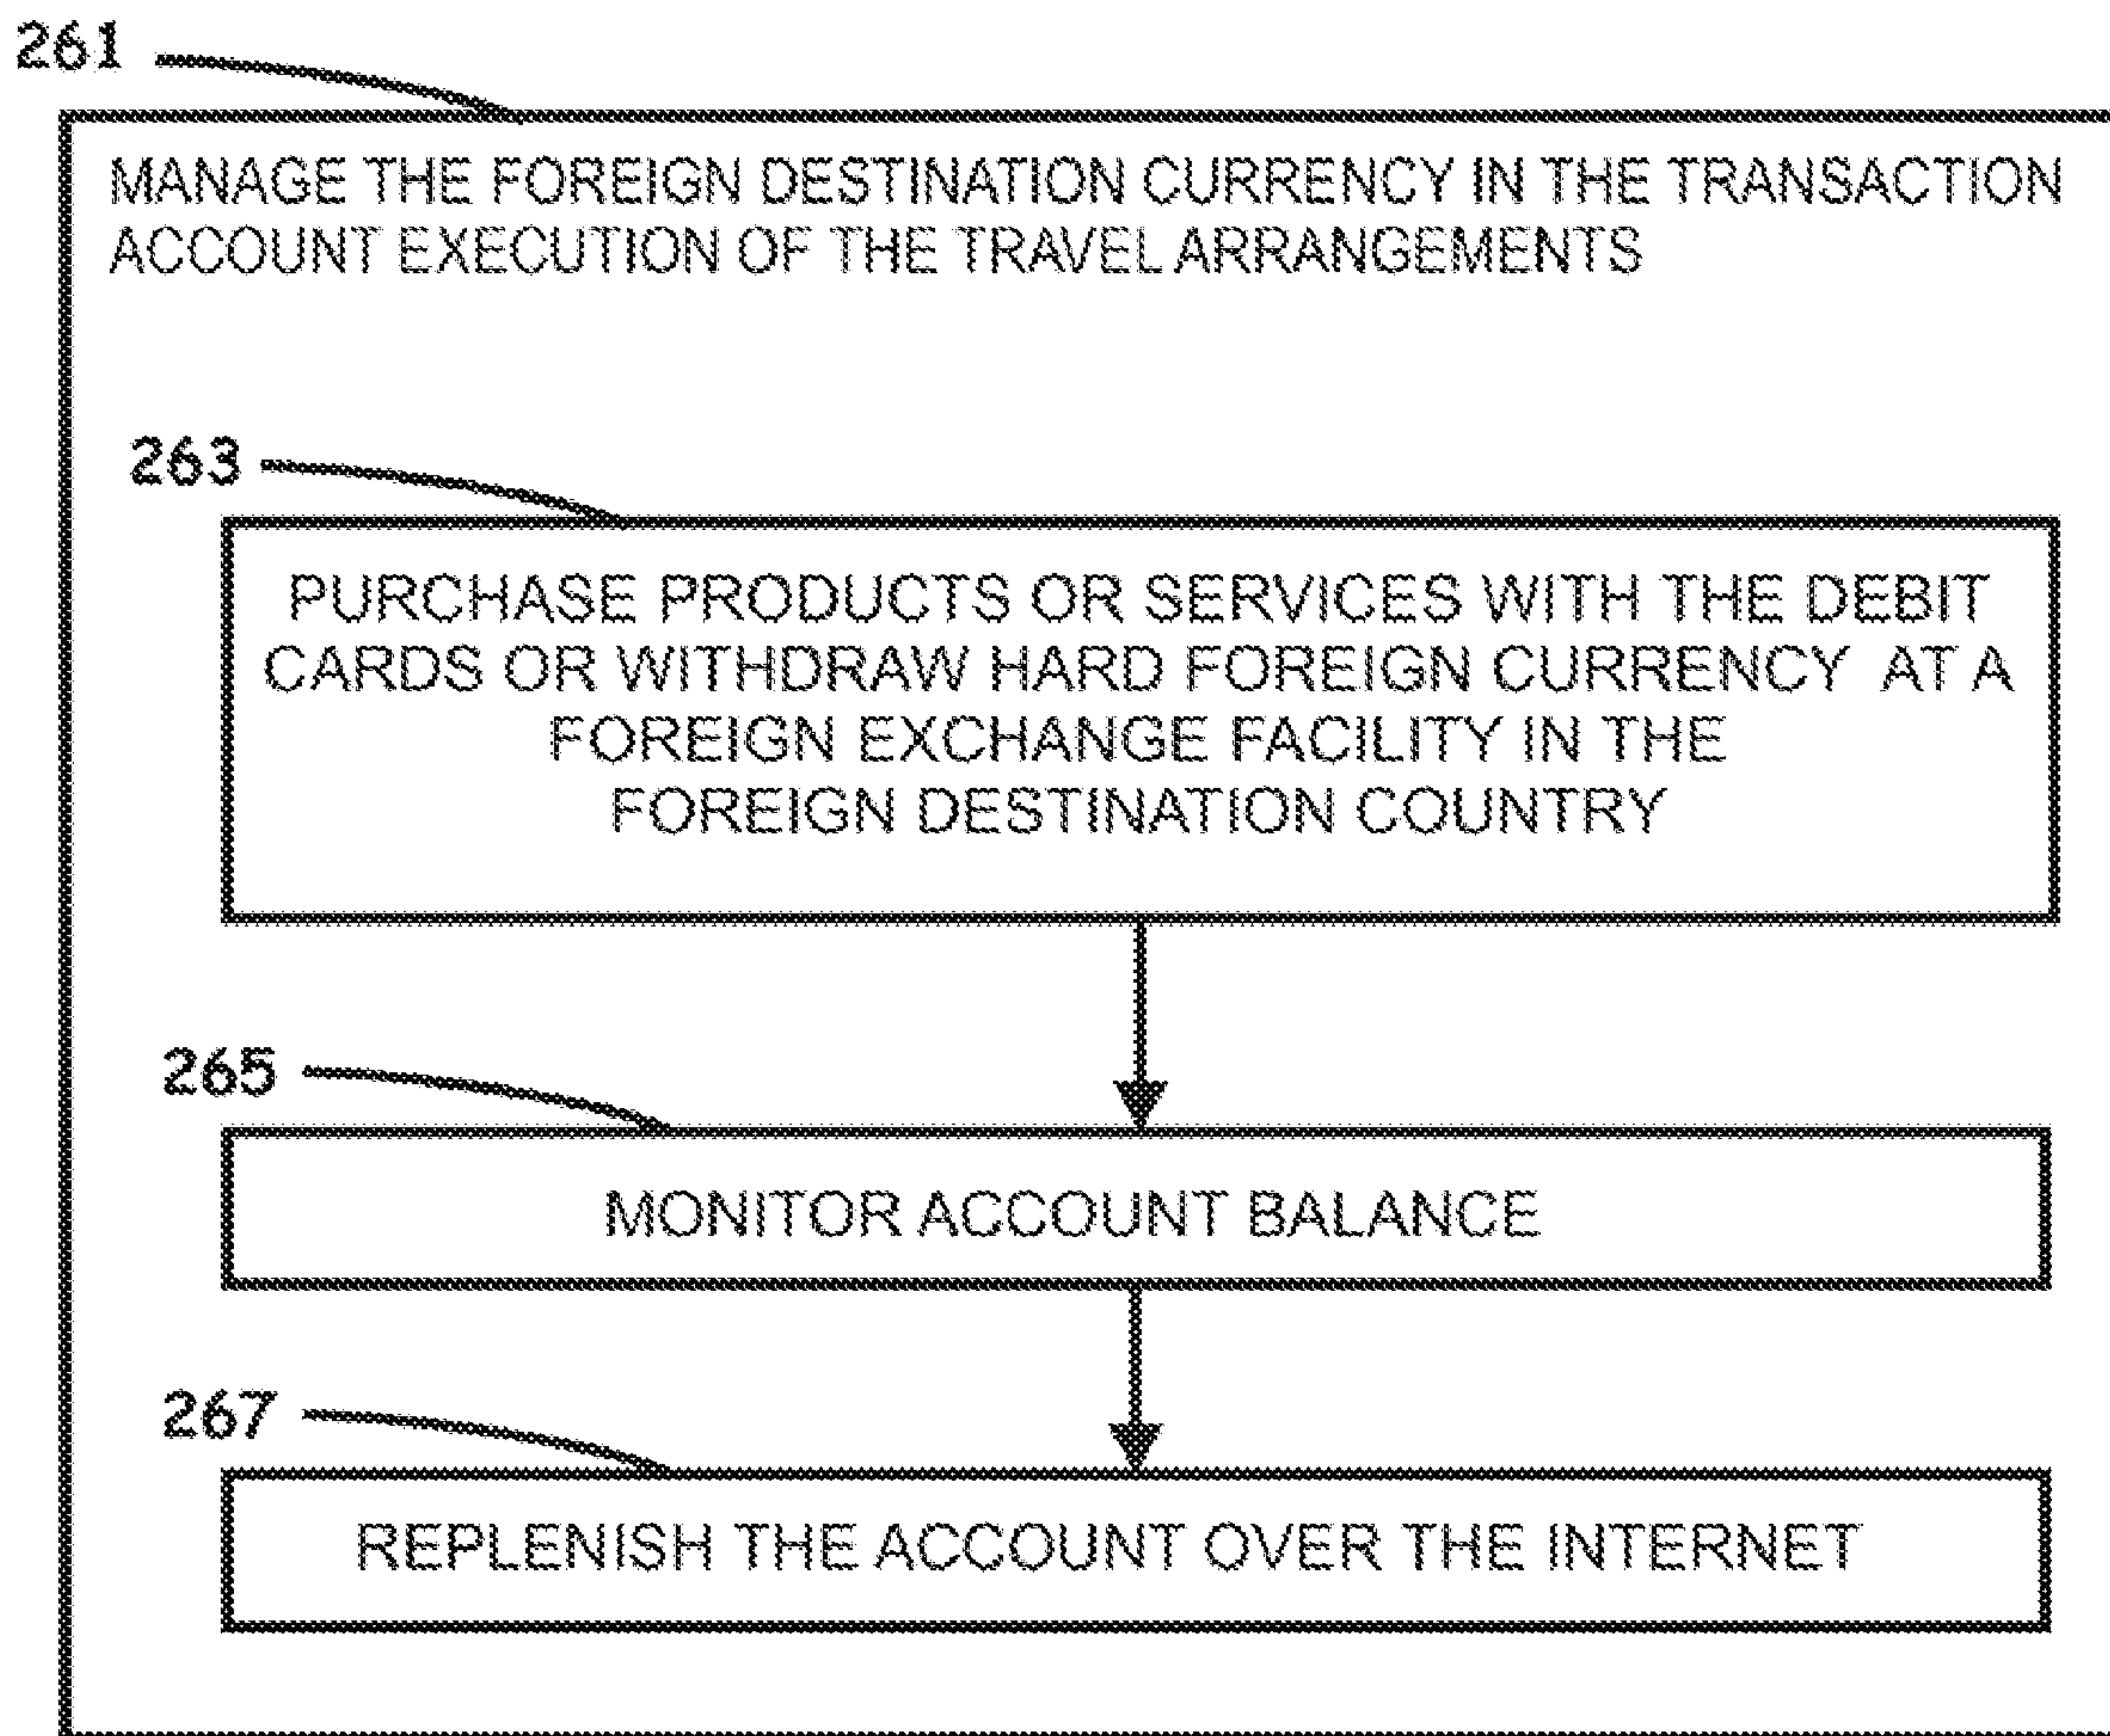 261
MANAGE THE FOREIGN DESTINATION CURRENCY IN THE TRANSACTION
ACCOUNT EXECUTION OF THE TRAVEL ARRANGEMENTS
263
PURCHASE PRODUCTS OR SERVICES WITH THE DEBIT
CARDS OR WITHDRAW HARD FOREIGN CURRENCY AT A
FOREIGN EXCHANGE FACILITY IN THE
FOREIGN DESTINATION COUNTRY
265
MONITOR ACCOUNT BALANCE
267
REPLENISH THE ACCOUNT OVER THE INTERNET